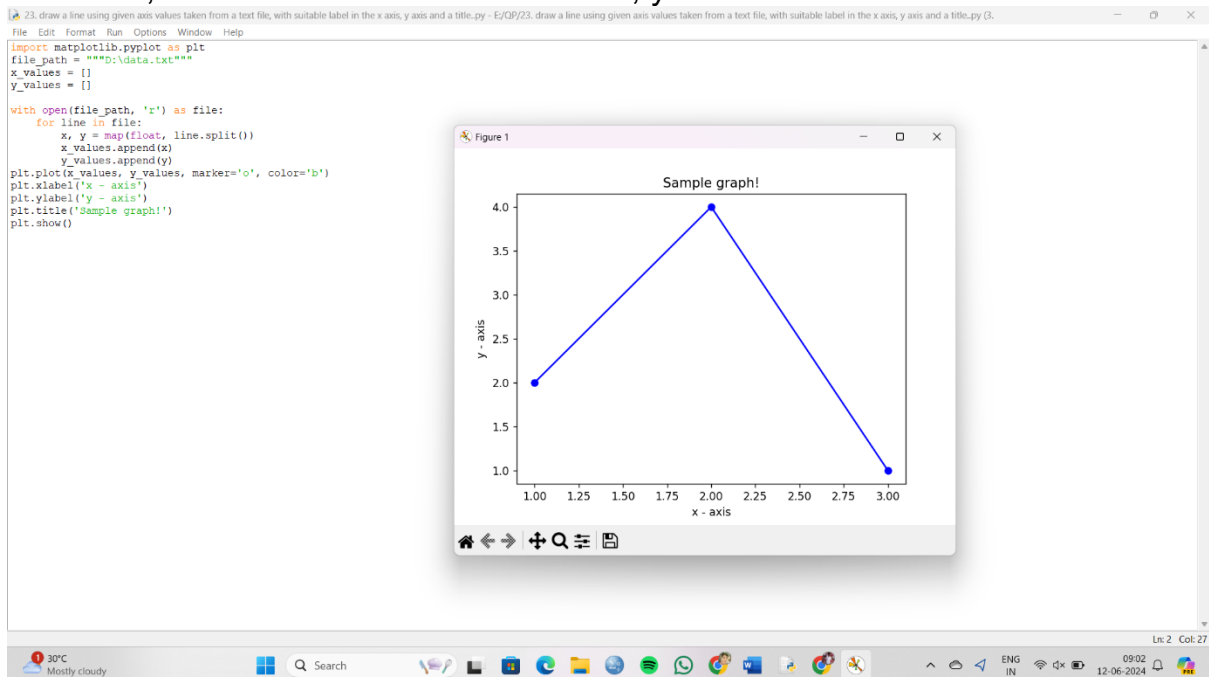 23. draw a line using given axis values taken from a text file, with suitable label in the x axis, y axis and a title..py - E:/QP/23. draw a line using given axis values taken from a text file, with suitable label in the x axis, y axis and a title..py (3.
File Edit Format Run Options Window Help
import matplotlib.pyplot as plt
file_path = """D:\data.txt"""
x_values = []
y_values = []
with open(file_path, 'r') as file:
    for line in file:
        x, y = map(float, line.split())
        x_values.append(x)
        y_values.append(y)
plt.plot(x_values, y_values, marker='o', color='b')
plt.xlabel('x - axis')
plt.ylabel('y - axis')
plt.title('Sample graph!')
plt.show()
Figure 1
Sample graph!
4.0
3.5
3.0
2.5
2.0
1.5
1.0
y - axis
1.00 1.25 1.50 1.75 2.00 2.25 2.50 2.75 3.00
x - axis
Ln: 2 Col: 27
1
30°C
Mostly cloudy
Search
W
PRE
ENG
IN
09:02
12-06-2024